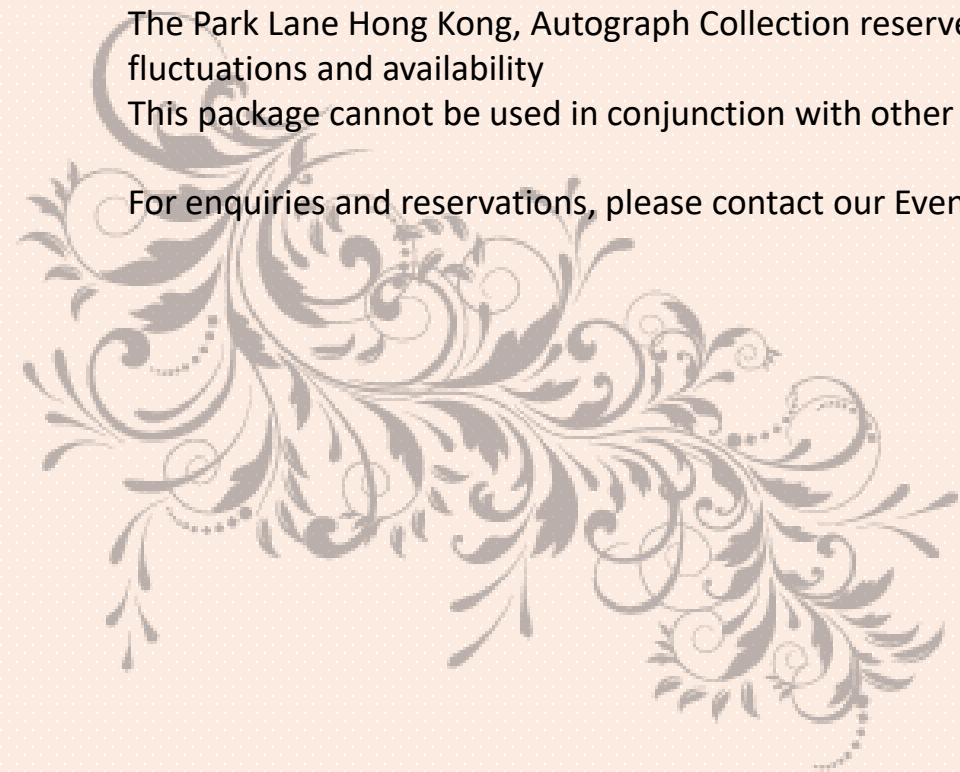 The Park Lane Hong Kong, Autograph Collection reserve
fluctuations and availability
This package cannot be used in conjunction with other
For enquiries and reservations, please contact our Even